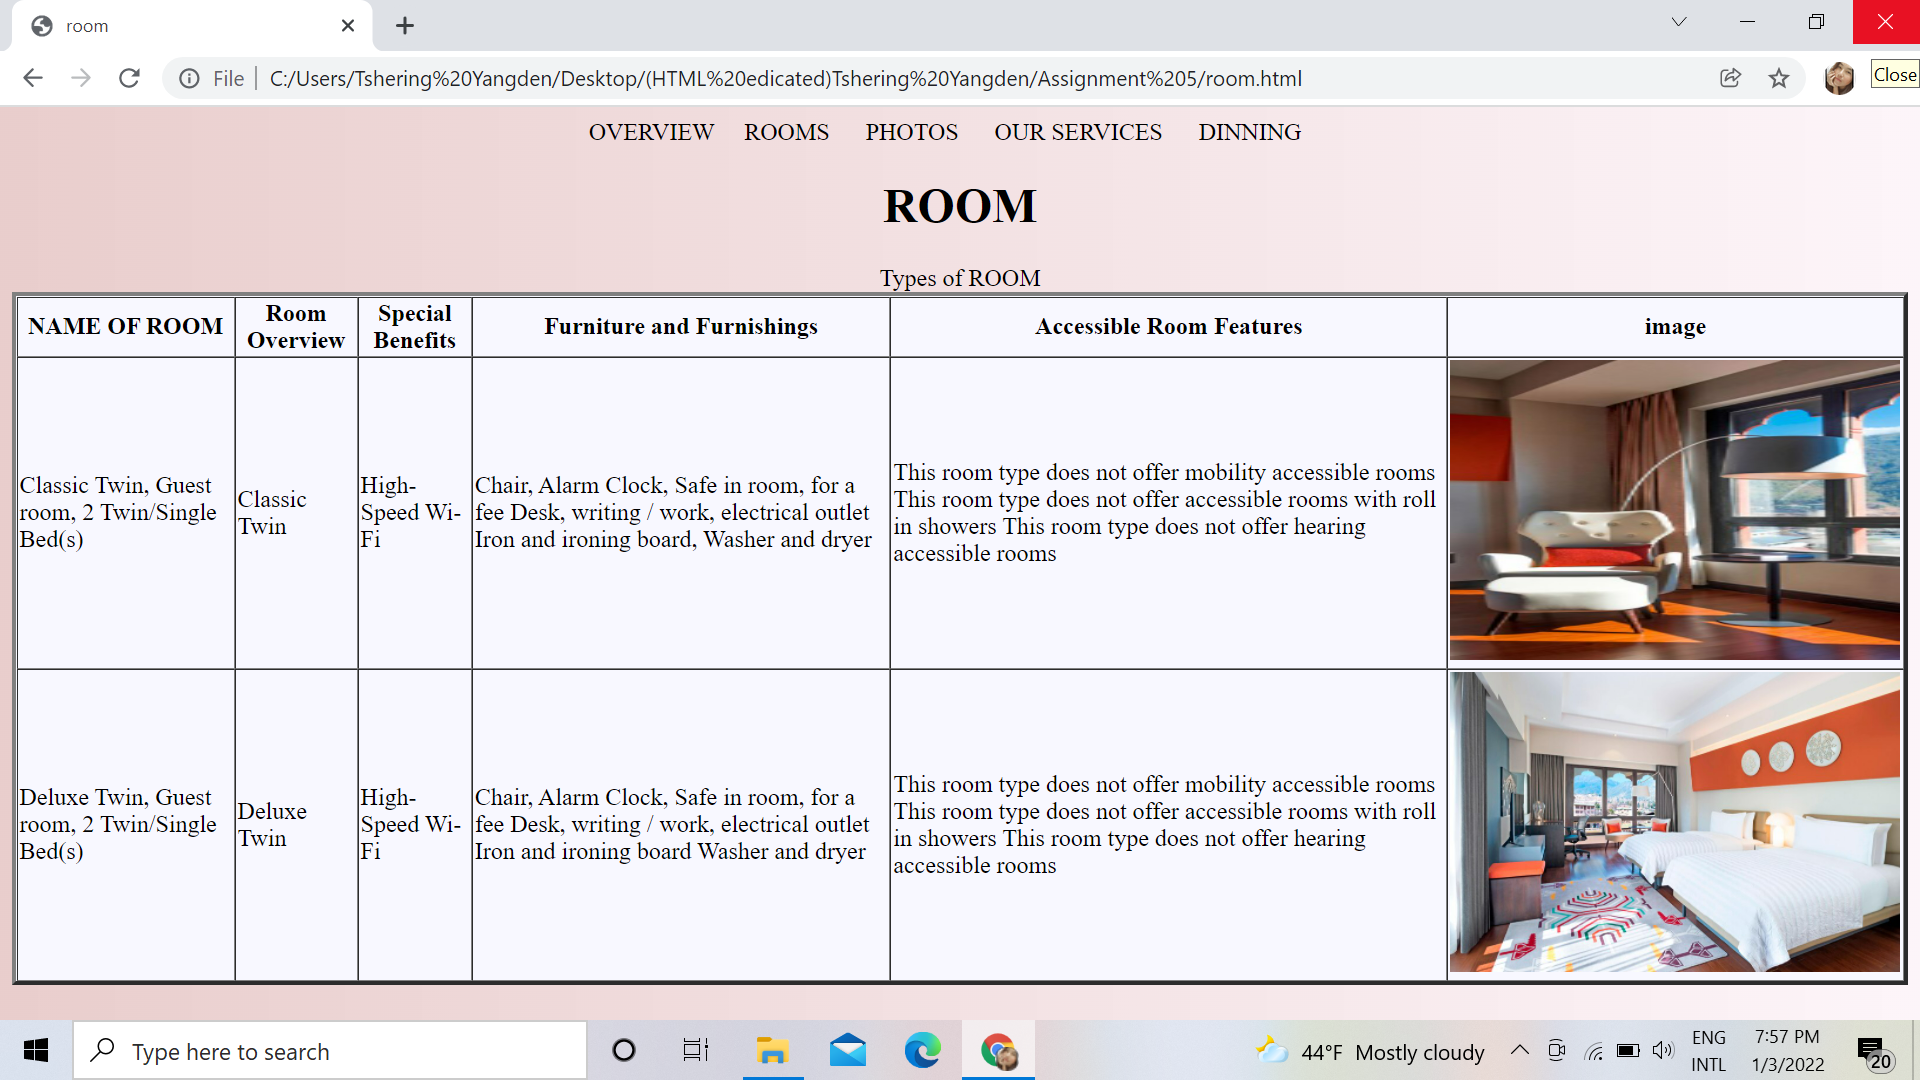 room
File
C:/Users/Tshering%20Yangden/Desktop/(HTML%20edicated)Tshering%20Yangden/Assignment%205/room.html
Close
OVERVIEW ROOMS PHOTOS OUR SERVICES DINNING
ROOM
Types of ROOM
NAME OF ROOM
Room
Overview
Special
Benefits
Furniture and Furnishings
Accessible Room Features
image
Classic Twin, Guest
room, 2 Twin/Single
Bed(s)
Classic
Twin
High-
Speed Wi-
Fi
Chair, Alarm Clock, Safe in room, for a
fee Desk, writing / work, electrical outlet
Iron and ironing board, Washer and dryer
This room type does not offer mobility accessible rooms
This room type does not offer accessible rooms with roll
in showers This room type does not offer hearing
accessible rooms
Deluxe Twin, Guest
room, 2 Twin/Single
Bed(s)
Deluxe
Twin
High-
Speed Wi-
Fi
Chair, Alarm Clock, Safe in room, for a
fee Desk, writing / work, electrical outlet
Iron and ironing board Washer and dryer
This room type does not offer mobility accessible rooms
This room type does not offer accessible rooms with roll
in showers This room type does not offer hearing
accessible rooms
Type here to search
44°F Mostly cloudy
ENG
INTL
7:57 PM
1/3/2022
20